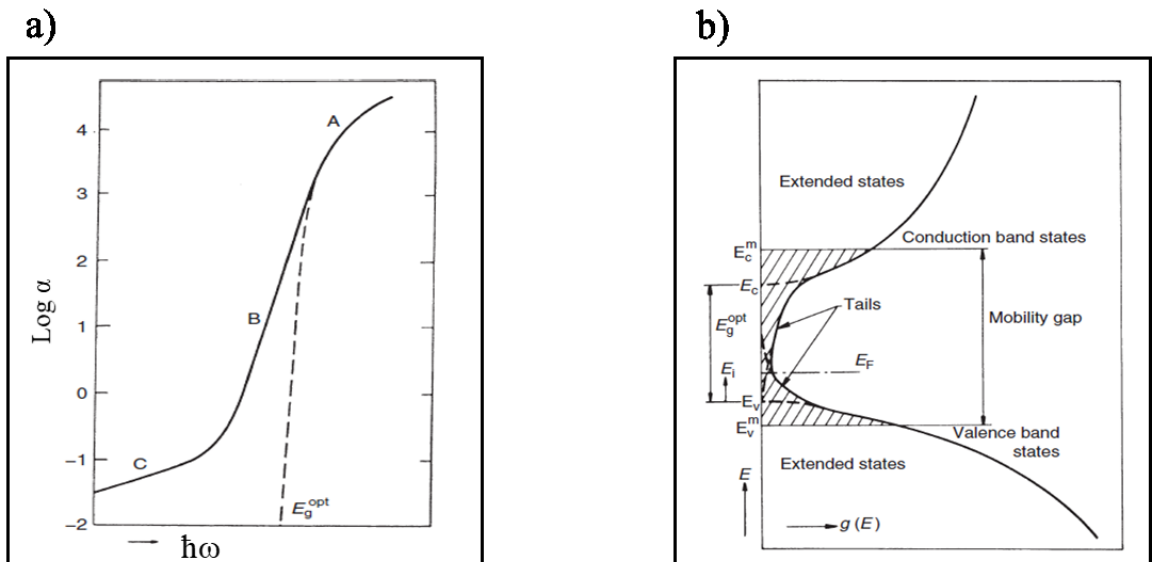 a)
4
3
2
1
0
−1
−2
Log α
A
B
C
E_g^opt
ħω
b)
Extended states
Conduction band states
E_c^m
E_c
Tails
E_g^opt
Mobility gap
E_F
E_i
E_v
E_v^m
Valence band
states
Extended states
E
g (E)